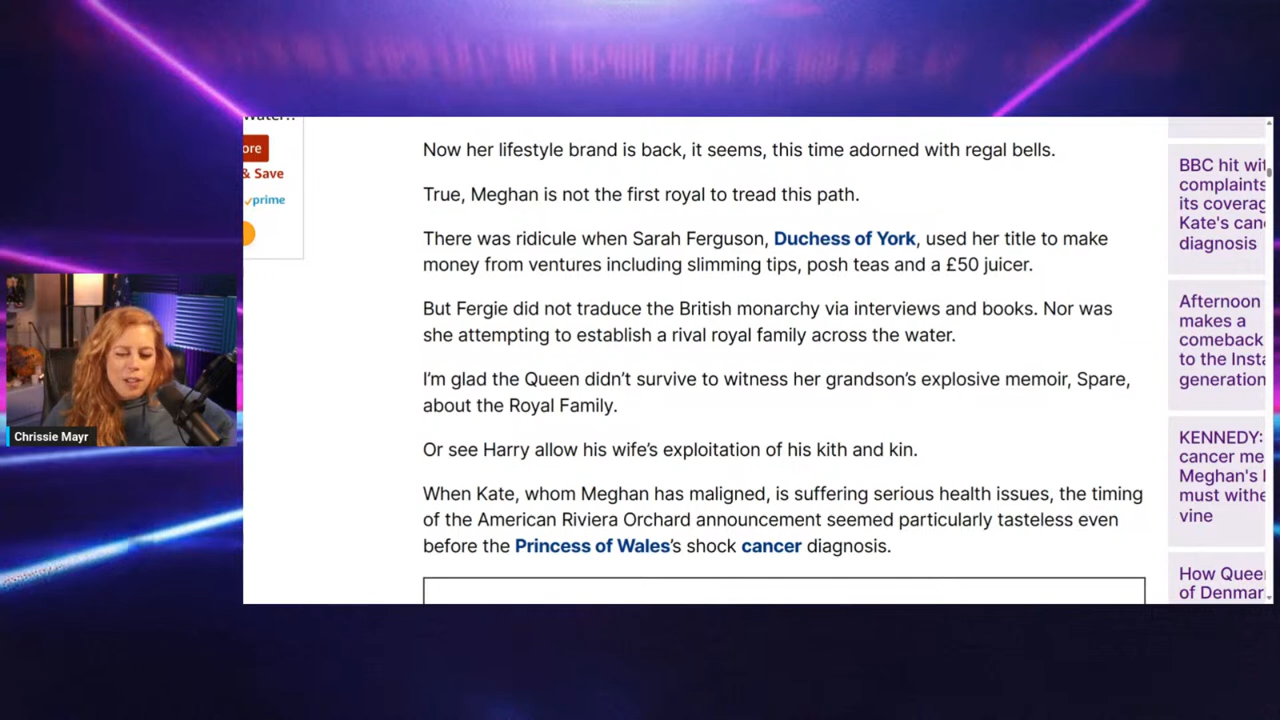 ore
& Save
prime
Now her lifestyle brand is back, it seems, this time adorned with regal bells.
True, Meghan is not the first royal to tread this path.
There was ridicule when Sarah Ferguson, Duchess of York, used her title to make
money from ventures including slimming tips, posh teas and a £50 juicer.
But Fergie did not traduce the British monarchy via interviews and books. Nor was
she attempting to establish a rival royal family across the water.
I'm glad the Queen didn't survive to witness her grandson's explosive memoir, Spare,
about the Royal Family.
Or see Harry allow his wife's exploitation of his kith and kin.
When Kate, whom Meghan has maligned, is suffering serious health issues, the timing
of the American Riviera Orchard announcement seemed particularly tasteless even
before the Princess of Wales's shock cancer diagnosis.
BBC hit wit
complaints
its coverag
Kate's can
diagnosis
Afternoon
makes a
comeback
to the Insta
generation
KENNEDY:
cancer me
Meghan's
must withe
vine
How Quee
of Denmar
Chrissie Mayr